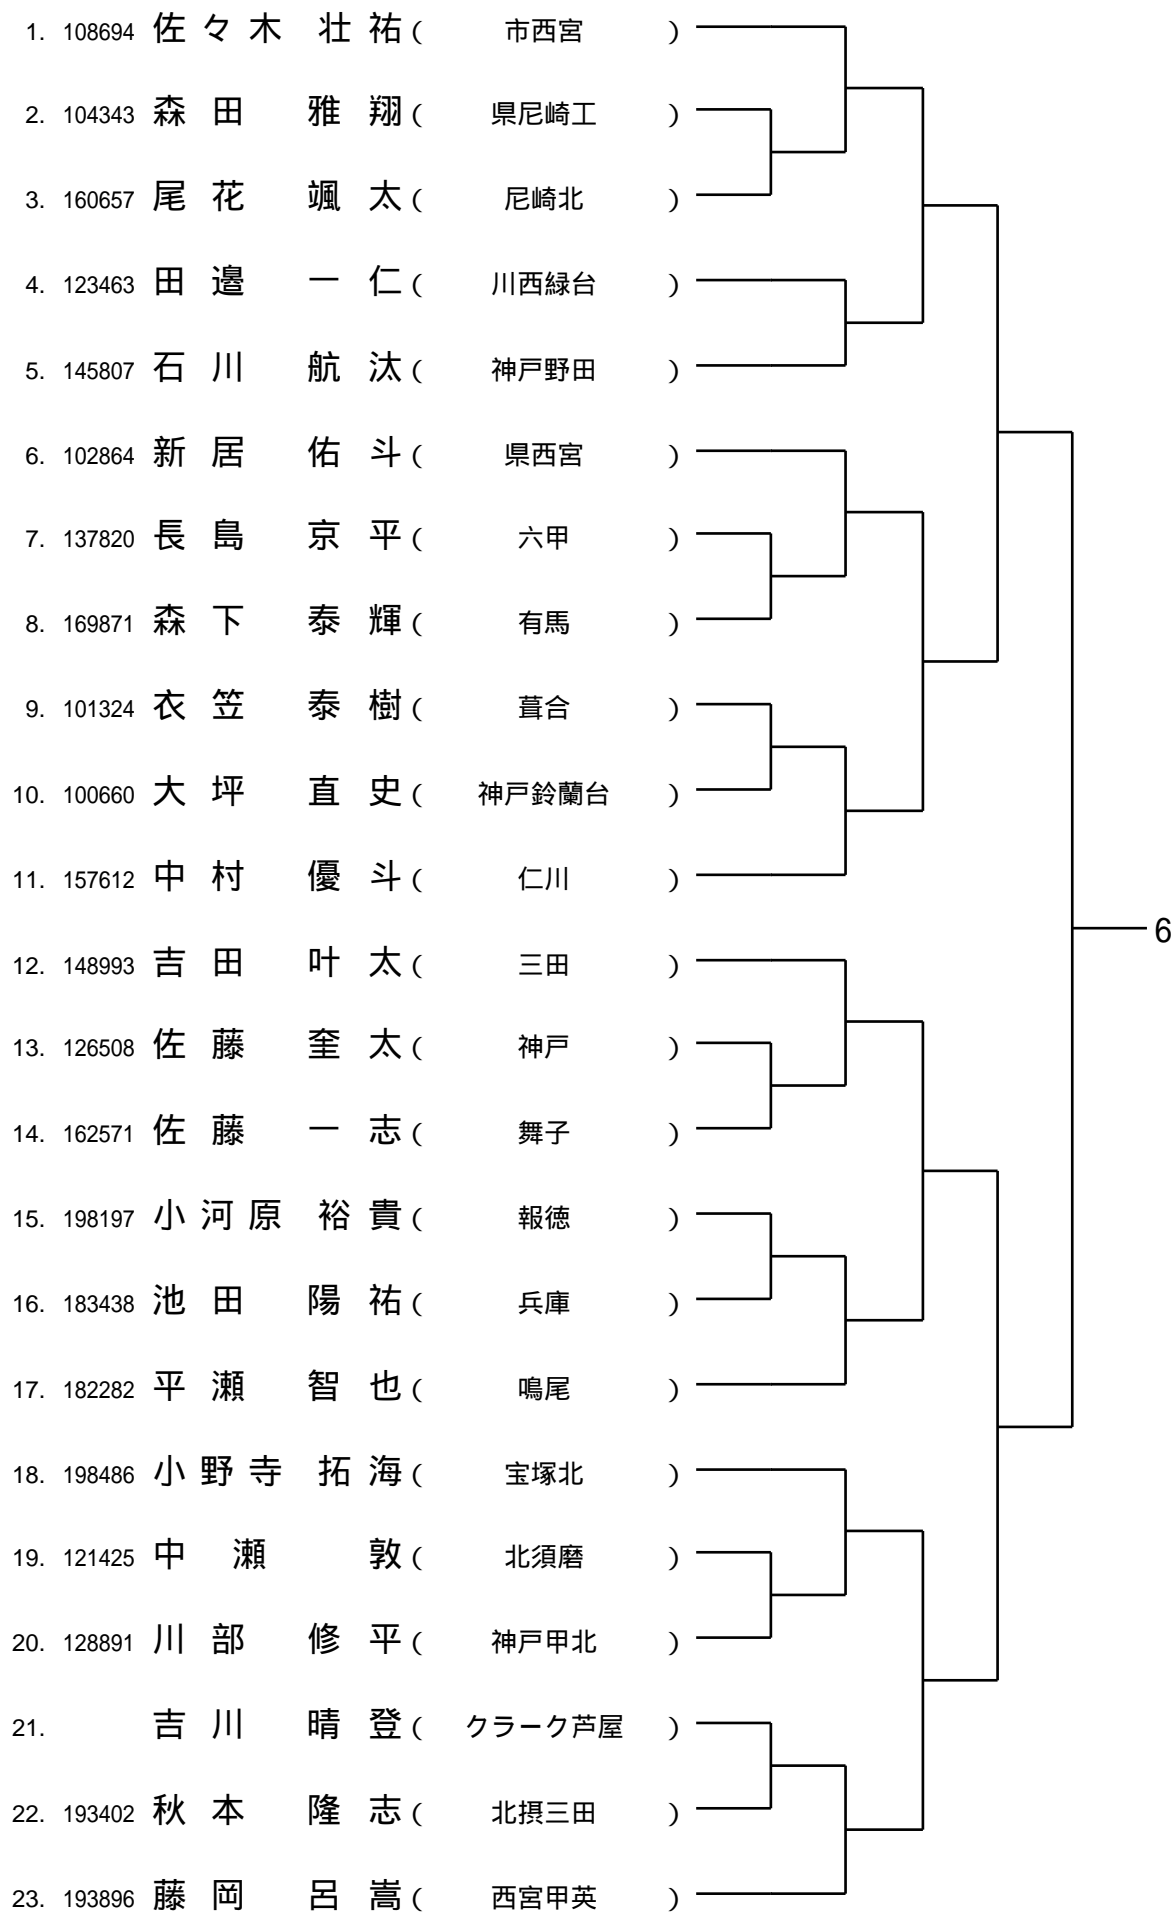 1. 108694 佐々木 壮祐 ( 市西宮 )
2. 104343 森田 雅翔 ( 県尼崎工 )
3. 160657 尾花 颯太 ( 尼崎北 )
4. 123463 田邉 一仁 ( 川西緑台 )
5. 145807 石川 航汰 ( 神戸野田 )
6. 102864 新居 佑斗 ( 県西宮 )
7. 137820 長島 京平 ( 六甲 )
8. 169871 森下 泰輝 ( 有馬 )
9. 101324 衣笠 泰樹 ( 葺合 )
10. 100660 大坪 直史 ( 神戸鈴蘭台 )
11. 157612 中村 優斗 ( 仁川 )
6
12. 148993 吉田 叶太 ( 三田 )
13. 126508 佐藤 奎太 ( 神戸 )
14. 162571 佐藤 一志 ( 舞子 )
15. 198197 小河原 裕貴 ( 報徳 )
16. 183438 池田 陽祐 ( 兵庫 )
17. 182282 平瀬 智也 ( 鳴尾 )
18. 198486 小野寺 拓海 ( 宝塚北 )
19. 121425 中瀬 敦 ( 北須磨 )
20. 128891 川部 修平 ( 神戸甲北 )
21. 吉川 晴登 ( クラーク芦屋 )
22. 193402 秋本 隆志 ( 北摂三田 )
23. 193896 藤岡 呂嵩 ( 西宮甲英 )